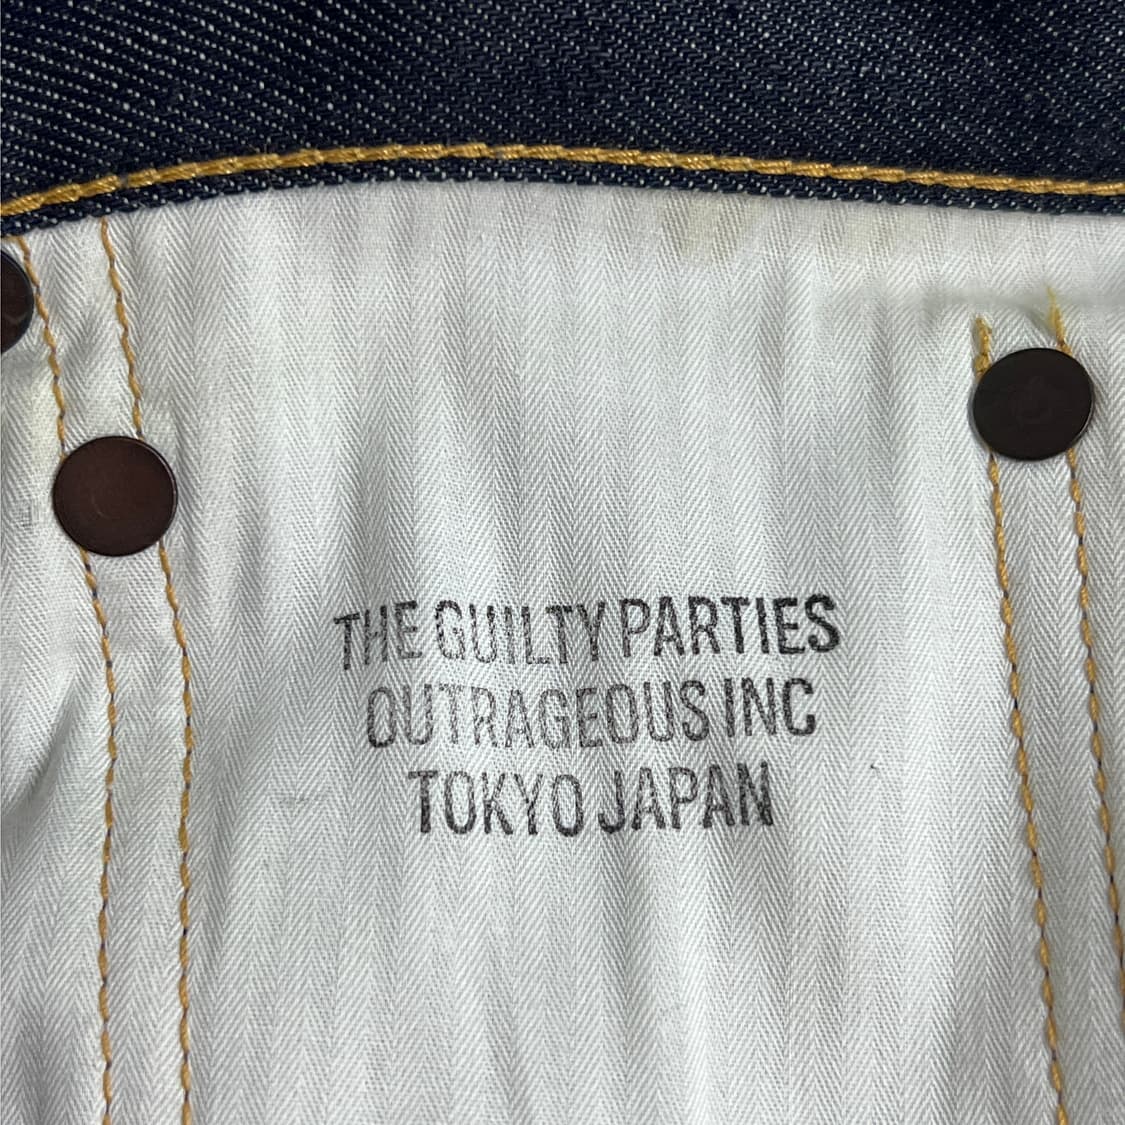 THE GUILTY PARTIES
OUTRAGEOUS INC
TOKYO JAPAN